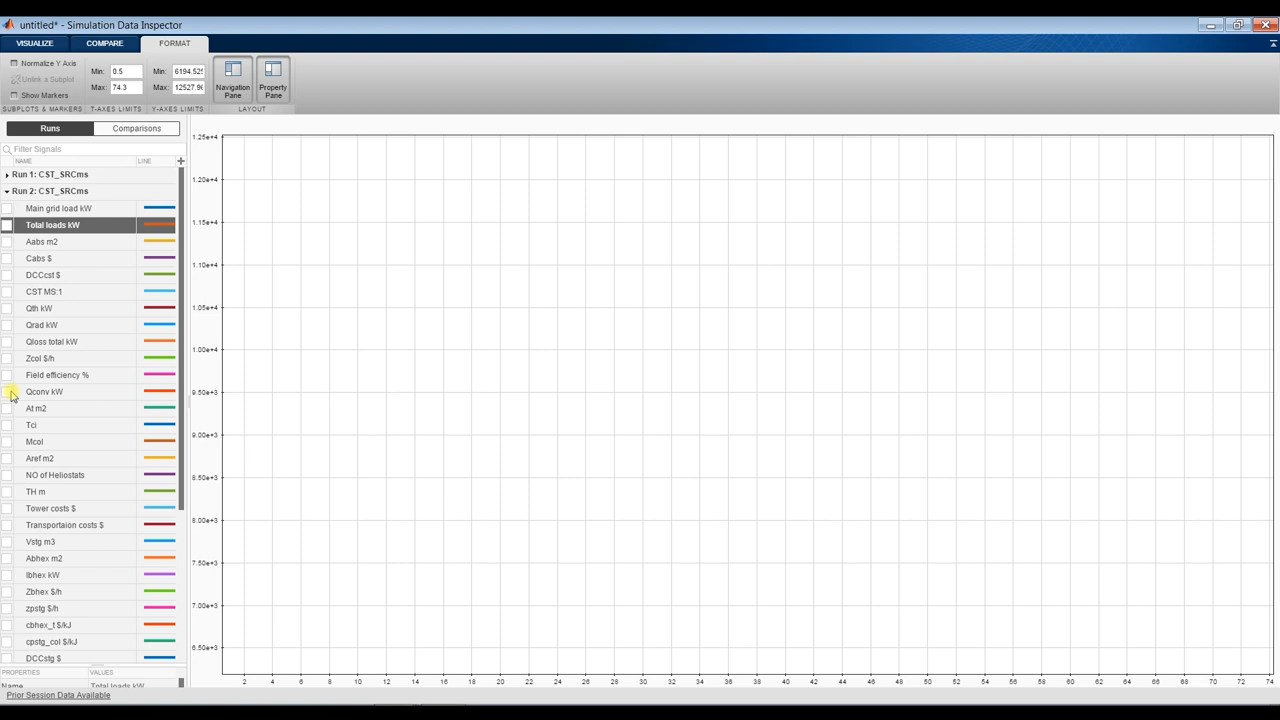 untitled* - Simulation Data Inspector
VISUALIZE COMPARE FORMAT
Normalize Y Axis
Unlink a Subplot
Show Markers
Min: 0.5
Max: 74.3
Min: 6194.525
Max: 12527.96
Navigation Pane
Property Pane
SUBPLOTS & MARKERS T-AXES LIMITS Y-AXES LIMITS LAYOUT
Runs Comparisons
Filter Signals
NAME LINE
Run 1: CST_SRCms
Run 2: CST_SRCms
Main grid load kW
Total loads kW
Aabs m2
Cabs $
DCCcst $
CST MS:1
Qth kW
Qrad kW
Qloss total kW
Zcol $/h
Field efficiency %
Qconv kW
At m2
Tci
Mcol
Aref m2
NO of Heliostats
TH m
Tower costs $
Transportaion costs $
Vstg m3
Abhex m2
Ibhex kW
Zbhex $/h
zpstg $/h
cbhex_t $/kJ
cpstg_col $/kJ
DCCstg $
PROPERTIES VALUES
Name Total loads kW
Prior Session Data Available
1.25e+4
1.20e+4
1.15e+4
1.10e+4
1.05e+4
1.00e+4
9.50e+3
9.00e+3
8.50e+3
8.00e+3
7.50e+3
7.00e+3
6.50e+3
2 4 6 8 10 12 14 16 18 20 22 24 26 28 30 32 34 36 38 40 42 44 46 48 50 52 54 56 58 60 62 64 66 68 70 72 74